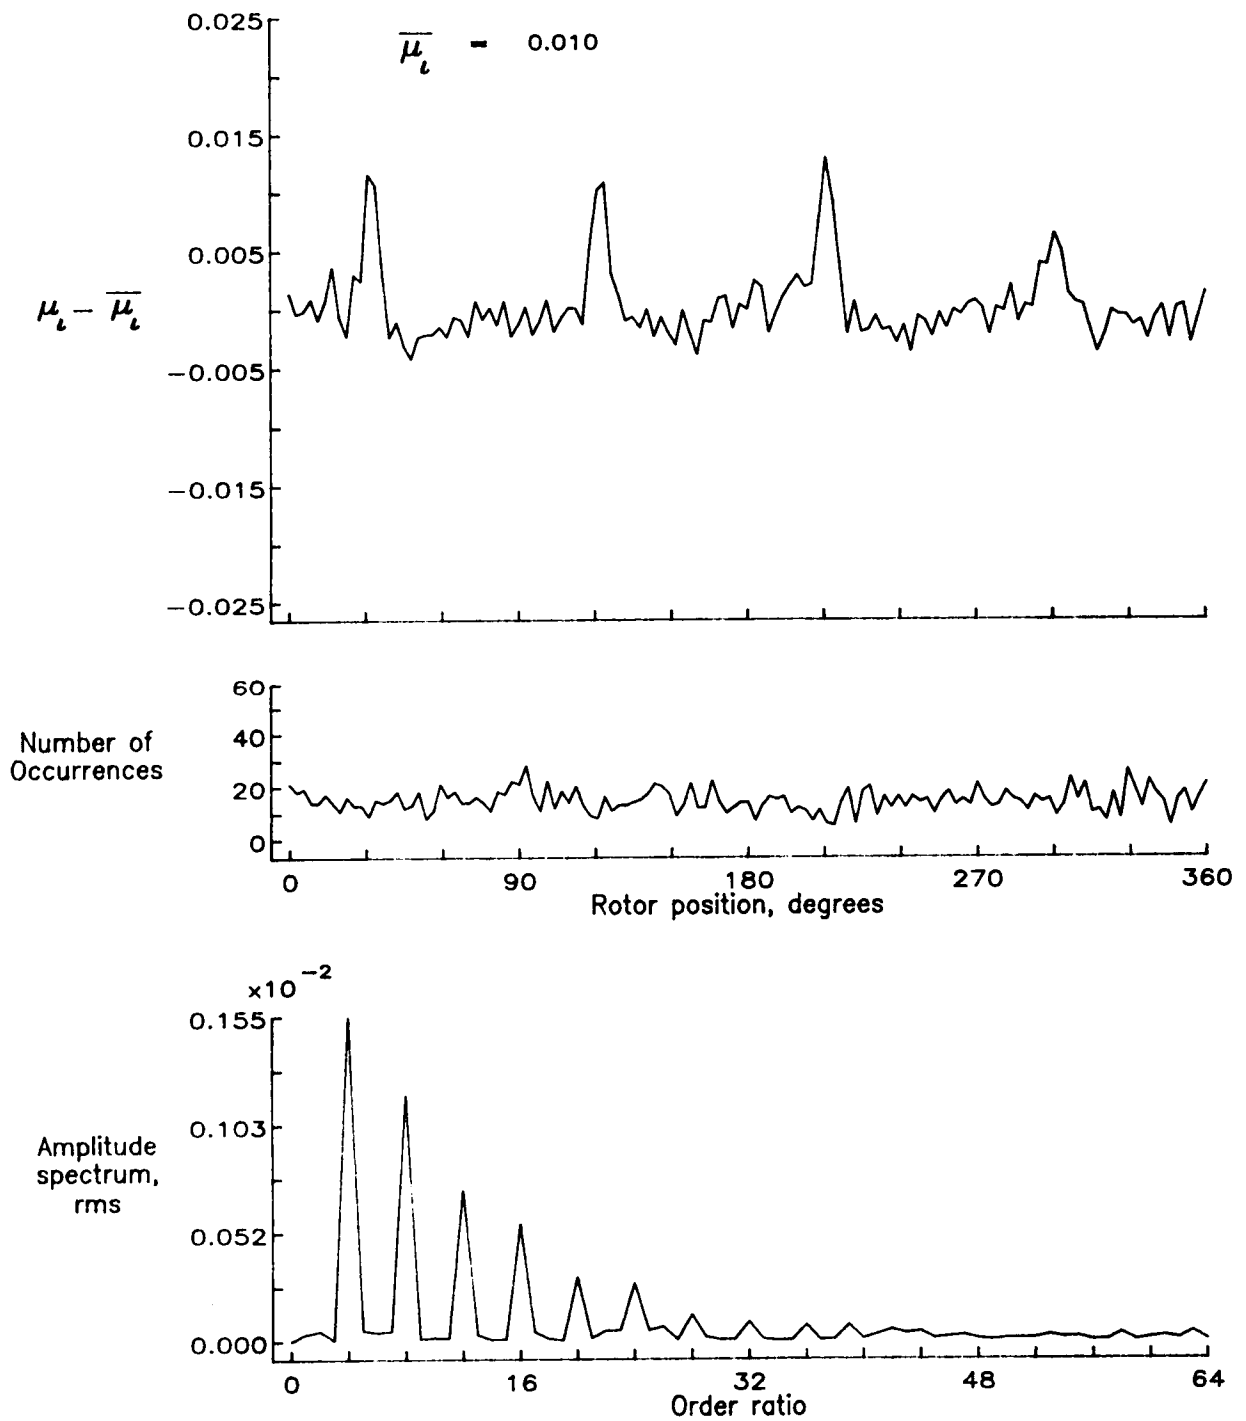 0.025
μ̅ι = 0.010
0.015
0.005
μι − μ̅ι
−0.005
−0.015
−0.025
60
Number of
Occurrences
40
20
0
0 90 180 270 360
Rotor position, degrees
×10⁻²
0.155
0.103
Amplitude
spectrum,
rms
0.052
0.000
0 16 32 48 64
Order ratio